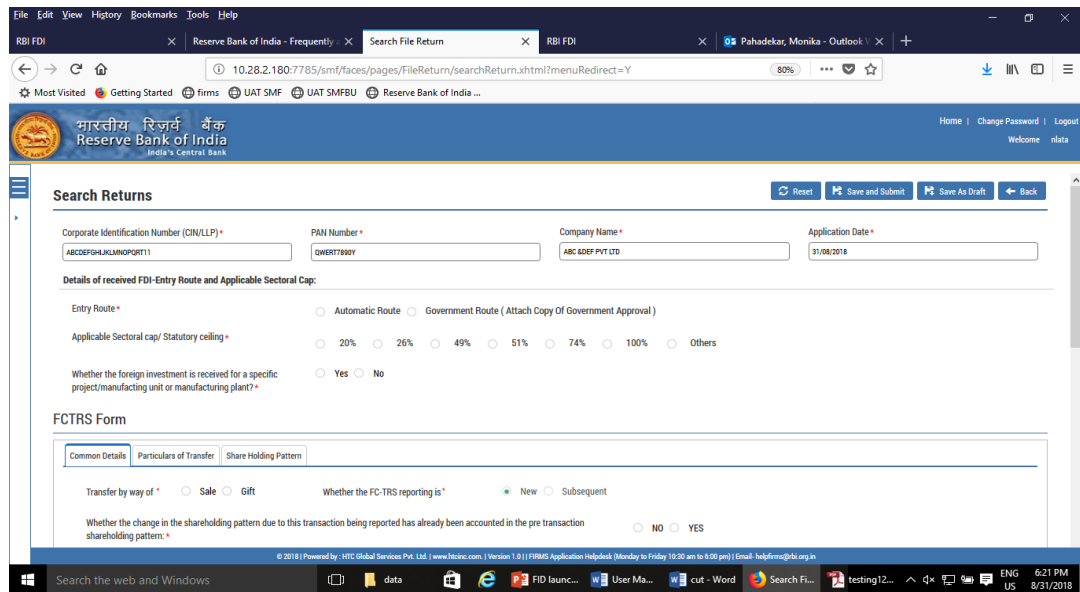 File Edit View History Bookmarks Tools Help
RBI FDI
Reserve Bank of India - Frequently
Search File Return
RBI FDI
Pahadekar, Monika - Outlook
10.28.2.180:7785/smf/faces/pages/FileReturn/searchReturn.xhtml?menuRedirect=Y
80%
Most Visited Getting Started firms UAT SMF UAT SMFBU Reserve Bank of India ...
भारतीय रिज़र्व बैंक
Reserve Bank of India
India's Central Bank
Home | Change Password | Logout
Welcome nlata
Search Returns
Reset Save and Submit Save As Draft Back
Corporate Identification Number (CIN/LLP) * PAN Number * Company Name * Application Date *
ABCDEFGHIJKLMNOPQRT11 QWERT7890Y ABC &DEF PVT LTD 31/08/2018
Details of received FDI-Entry Route and Applicable Sectoral Cap:
Entry Route * Automatic Route Government Route ( Attach Copy Of Government Approval )
Applicable Sectoral cap/ Statutory ceiling * 20% 26% 49% 51% 74% 100% Others
Whether the foreign investment is received for a specific
project/manufacting unit or manufacturing plant? *
Yes No
FCTRS Form
Common Details Particulars of Transfer Share Holding Pattern
Transfer by way of * Sale Gift Whether the FC-TRS reporting is * New Subsequent
Whether the change in the shareholding pattern due to this transaction being reported has already been accounted in the pre transaction
shareholding pattern: *
NO YES
© 2018 | Powered by : HTC Global Services Pvt. Ltd. | www.htcinc.com. | Version 1.0 | | FIRMS Application Helpdesk (Monday to Friday 10:30 am to 6:00 pm) | Email- helpfirms@rbi.org.in
Search the web and Windows
data
FID launc...
User Ma...
cut - Word
Search Fi...
testing12...
ENG
US
6:21 PM
8/31/2018